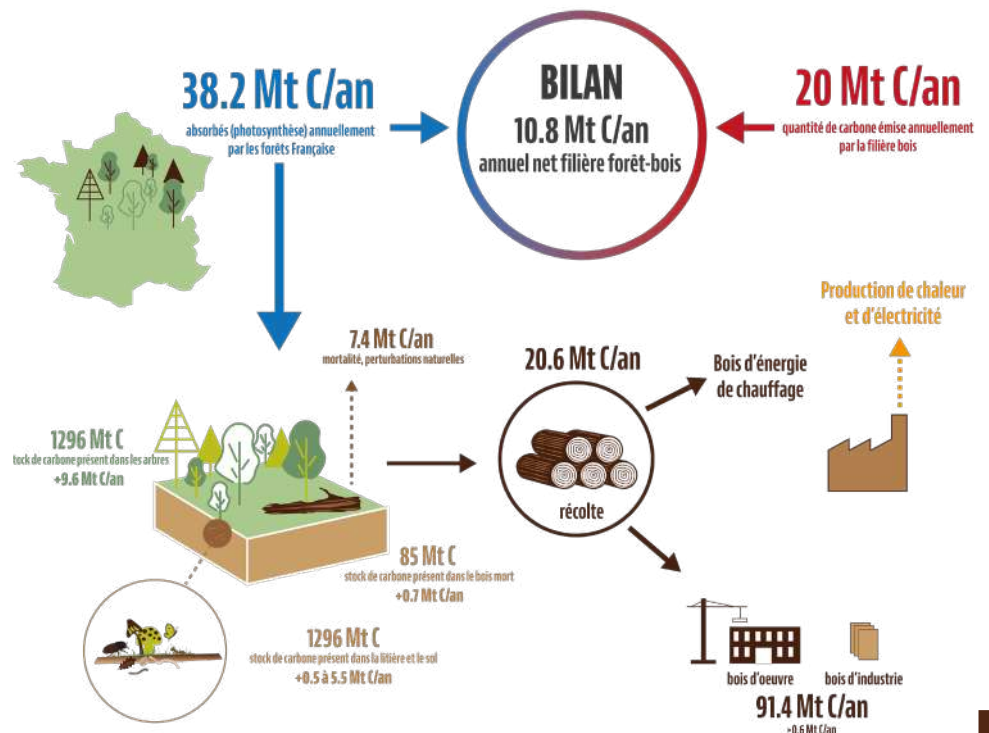 38.2 Mt C/an
absorbés (photosynthèse) annuellement
par les forêts Française
BILAN
10.8 Mt C/an
annuel net filière forêt-bois
20 Mt C/an
quantité de carbone émise annuellement
par la filière bois
Production de chaleur
et d'électricité
7.4 Mt C/an
mortalité, perturbations naturelles
20.6 Mt C/an
récolte
Bois d'énergie
de chauffage
1296 Mt C
tock de carbone présent dans les arbres
+9.6 Mt C/an
85 Mt C
stock de carbone présent dans le bois mort
+0.7 Mt C/an
1296 Mt C
stock de carbone présent dans la litière et le sol
+0.5 à 5.5 Mt C/an
bois d'oeuvre
bois d'industrie
91.4 Mt C/an
>0.6 Mt C/an